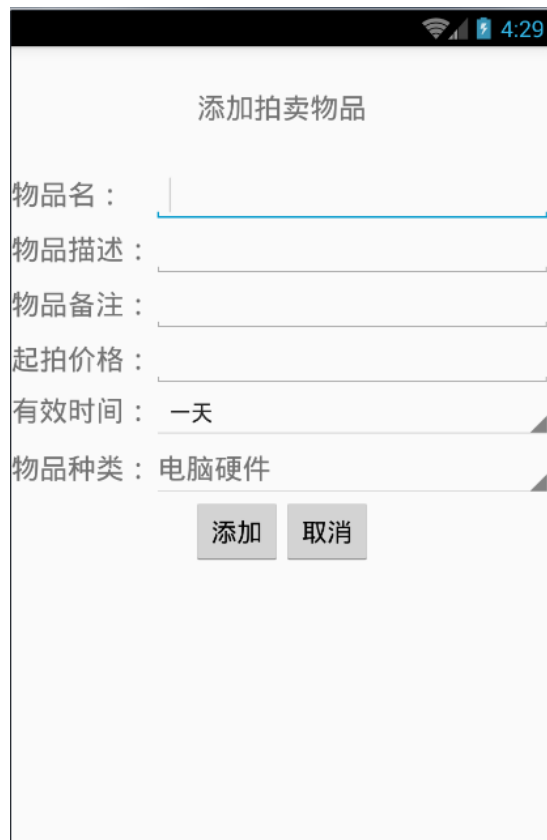 4:29
添加拍卖物品
物品名：
物品描述：
物品备注：
起拍价格：
有效时间： 一天
物品种类： 电脑硬件
添加 取消